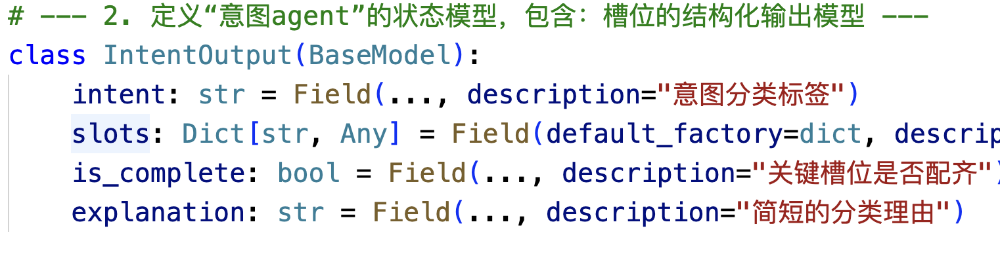 # --- 2. 定义“意图agent”的状态模型，包含：槽位的结构化输出模型 ---
class IntentOutput(BaseModel):
    intent: str = Field(..., description="意图分类标签")
    slots: Dict[str, Any] = Field(default_factory=dict, descrip
    is_complete: bool = Field(..., description="关键槽位是否配齐")
    explanation: str = Field(..., description="简短的分类理由")